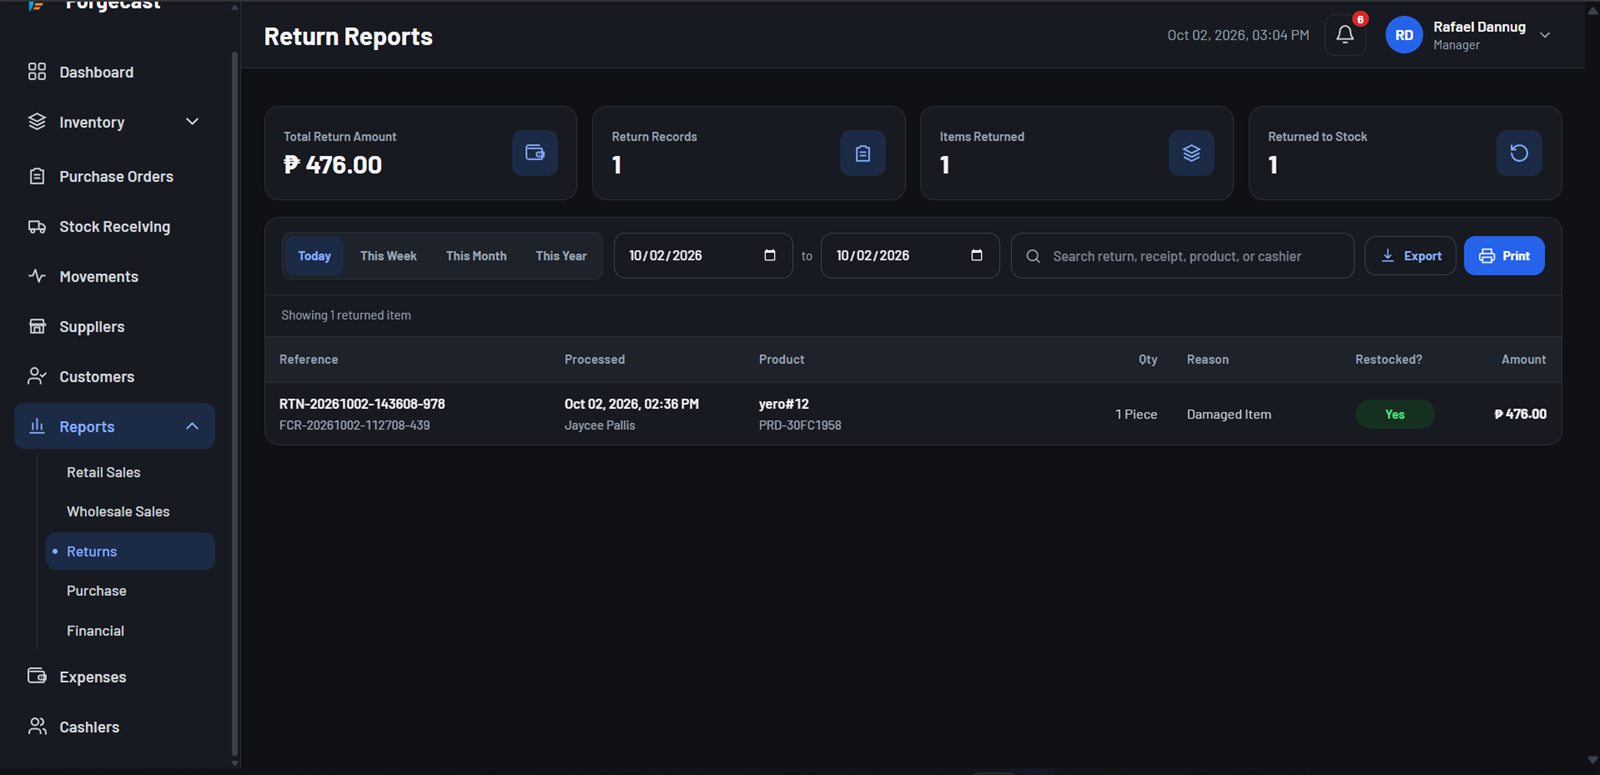 Forgecast
Return Reports
Oct 02, 2026, 03:04 PM
6
RD
Rafael Dannug
Manager
Dashboard
Inventory
Purchase Orders
Stock Receiving
Movements
Suppliers
Customers
Reports
Retail Sales
Wholesale Sales
Returns
Purchase
Financial
Expenses
Cashiers
Total Return Amount
₱ 476.00
Return Records
1
Items Returned
1
Returned to Stock
1
Today
This Week
This Month
This Year
10/02/2026
to
10/02/2026
Search return, receipt, product, or cashier
Export
Print
Showing 1 returned item
Reference Processed Product Qty Reason Restocked? Amount
RTN-20261002-143608-978 Oct 02, 2026, 02:36 PM yero#12
FCR-20261002-112708-439 Jaycee Pallis PRD-30FC1958
1 Piece Damaged Item Yes ₱ 476.00